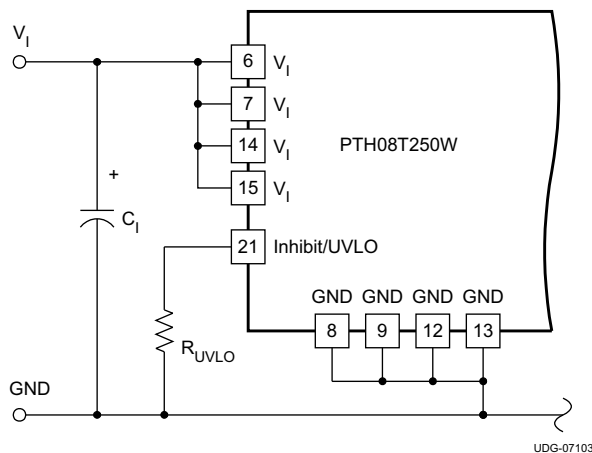 V_I
6 V_I
7 V_I
PTH08T250W
14 V_I
15 V_I
+
C_I
21 Inhibit/UVLO
GND GND GND GND
8 9 12 13
R_UVLO
GND
UDG-07103